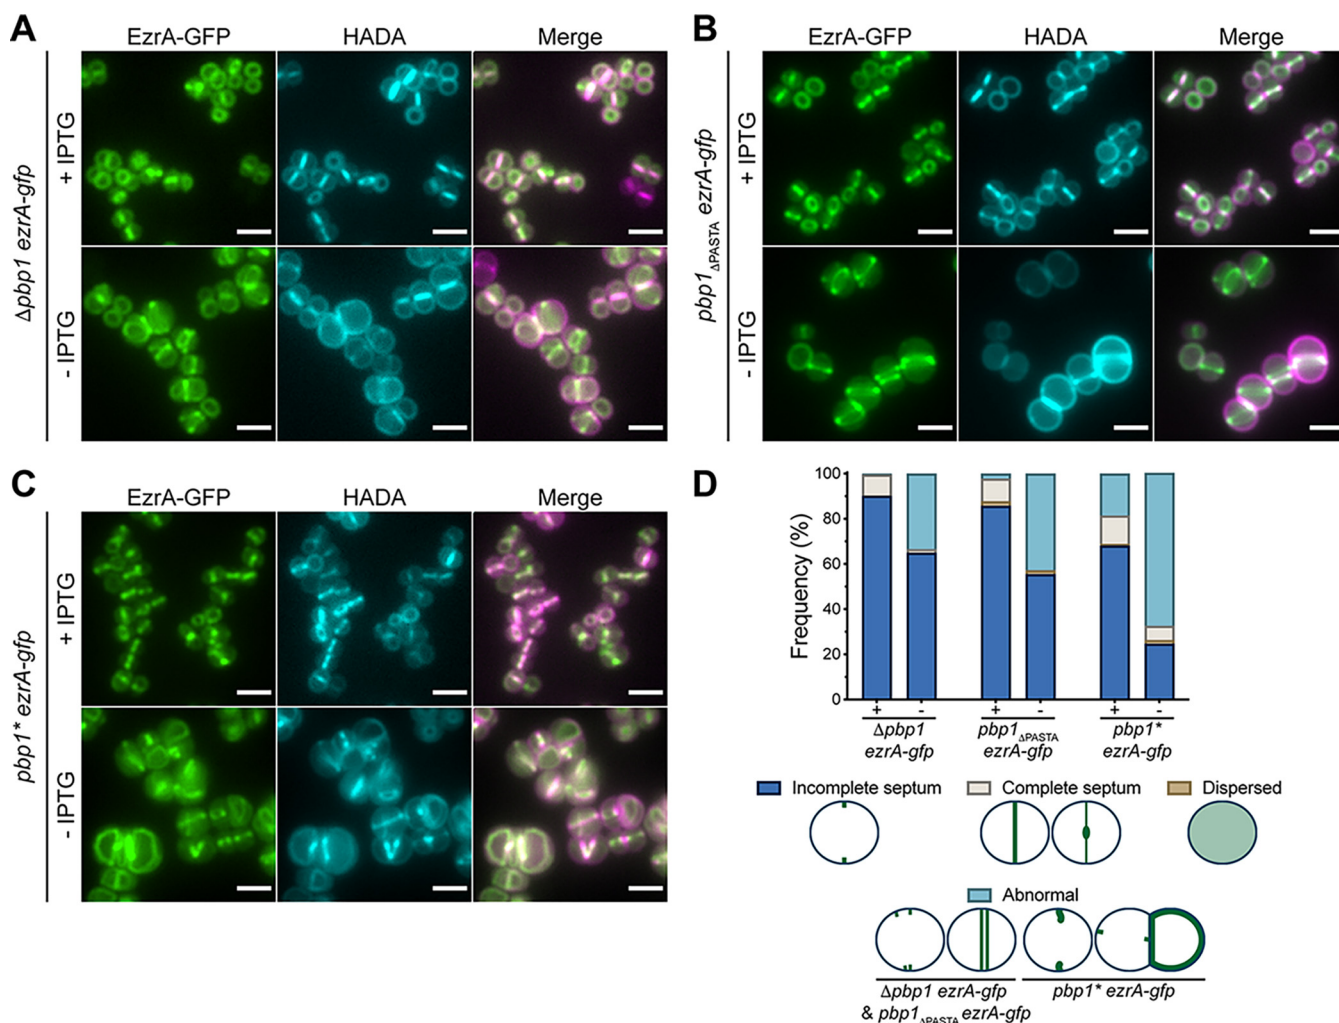 A
EzrA-GFP HADA Merge
Δpbp1 ezrA-gfp
+ IPTG
- IPTG
B
EzrA-GFP HADA Merge
pbp1ΔPASTA ezrA-gfp
+ IPTG
- IPTG
C
EzrA-GFP HADA Merge
pbp1* ezrA-gfp
+ IPTG
- IPTG
D
Frequency (%)
100
80
60
40
20
0
+ - + - + -
Δpbp1 pbp1ΔPASTA pbp1*
ezrA-gfp ezrA-gfp ezrA-gfp
Incomplete septum Complete septum Dispersed
Abnormal
Δpbp1 ezrA-gfp pbp1* ezrA-gfp
& pbp1ΔPASTA ezrA-gfp